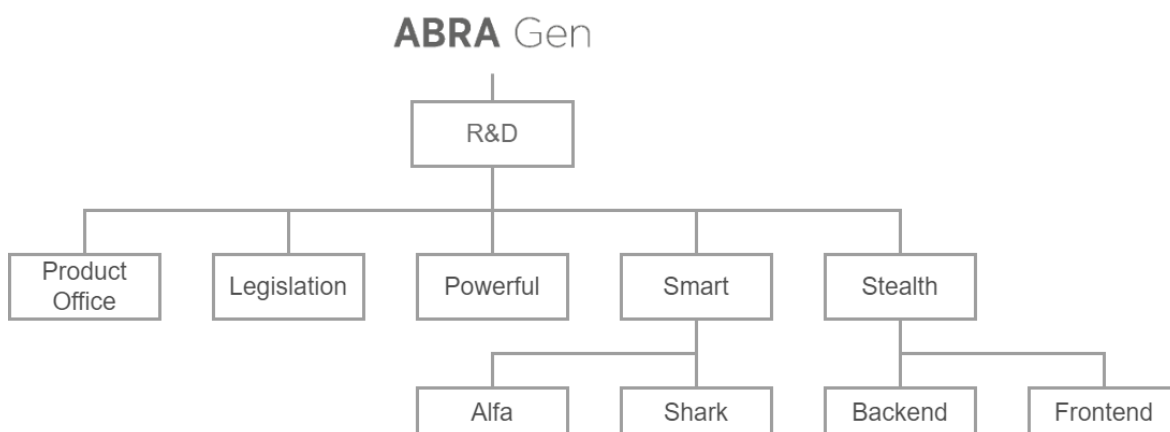 ABRA Gen
R&D
Product
Office
Legislation
Powerful
Smart
Stealth
Alfa
Shark
Backend
Frontend